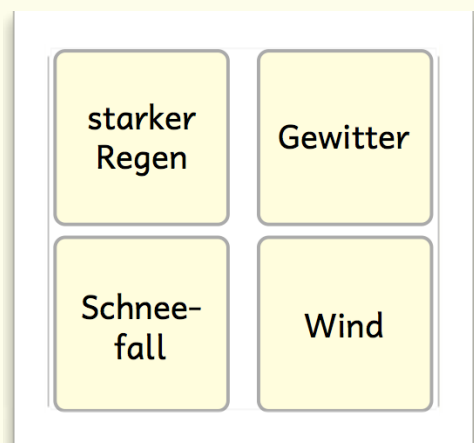 starker
Regen
Gewitter
Schnee-
fall
Wind